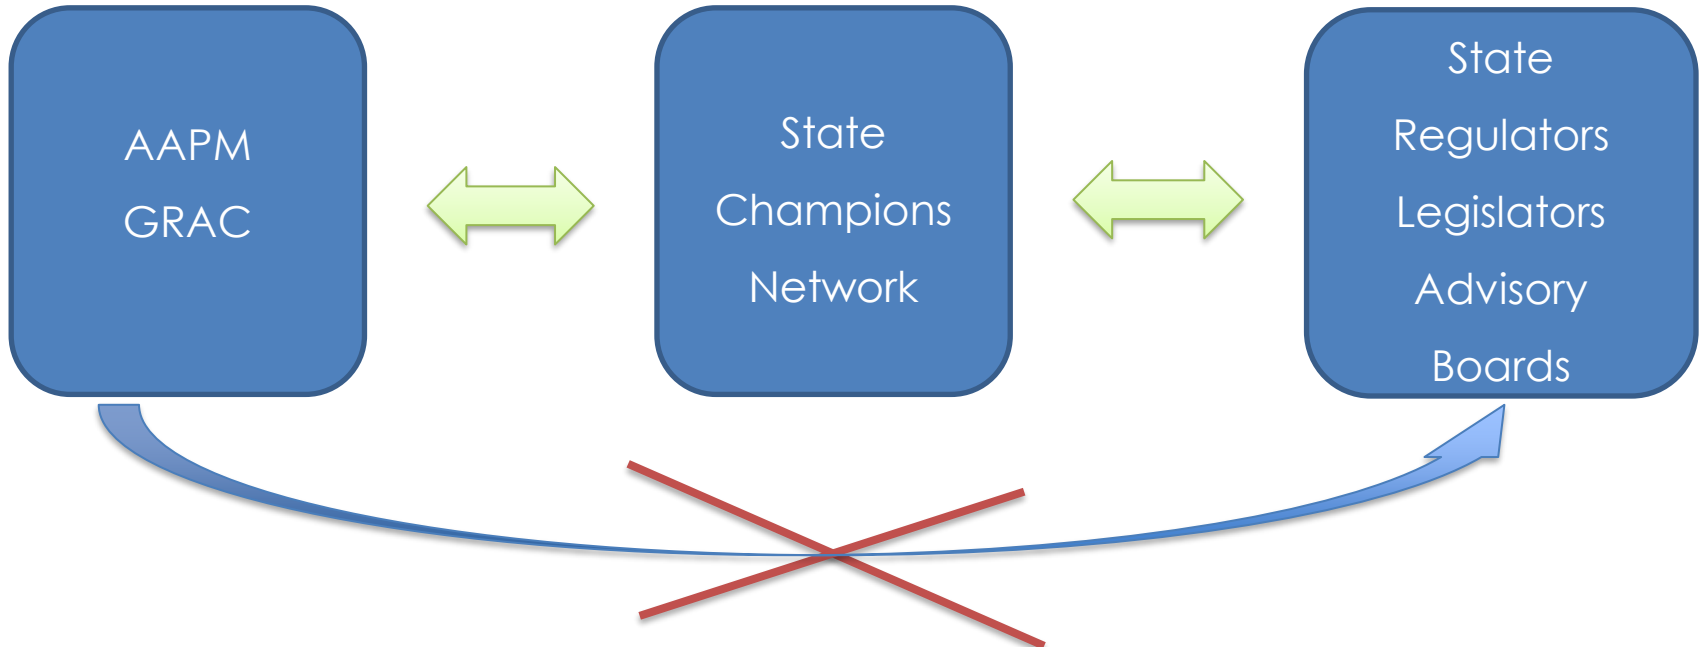 AAPM
GRAC
State
Champions
Network
State
Regulators
Legislators
Advisory
Boards